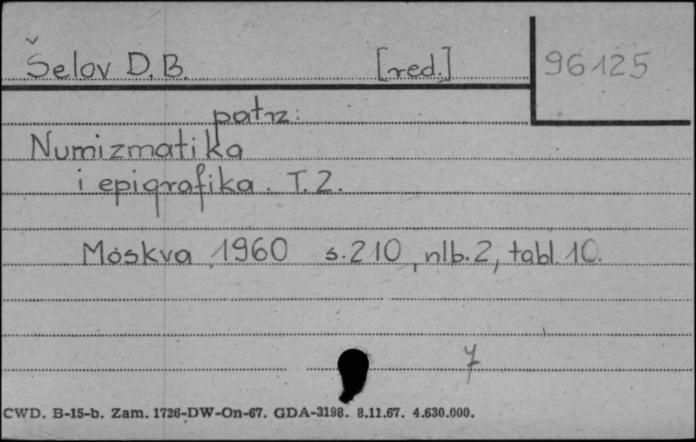 Šelov D.B. [red.] 96125
patrz:
Numizmatika
i epigrafika. T. 2.
Moskva 1960 s. 210, nlb. 2, tabl. 10.
7
CWD. B-15-b. Zam. 1726-DW-On-67. GDA-3198. 8.11.67. 4.630.000.